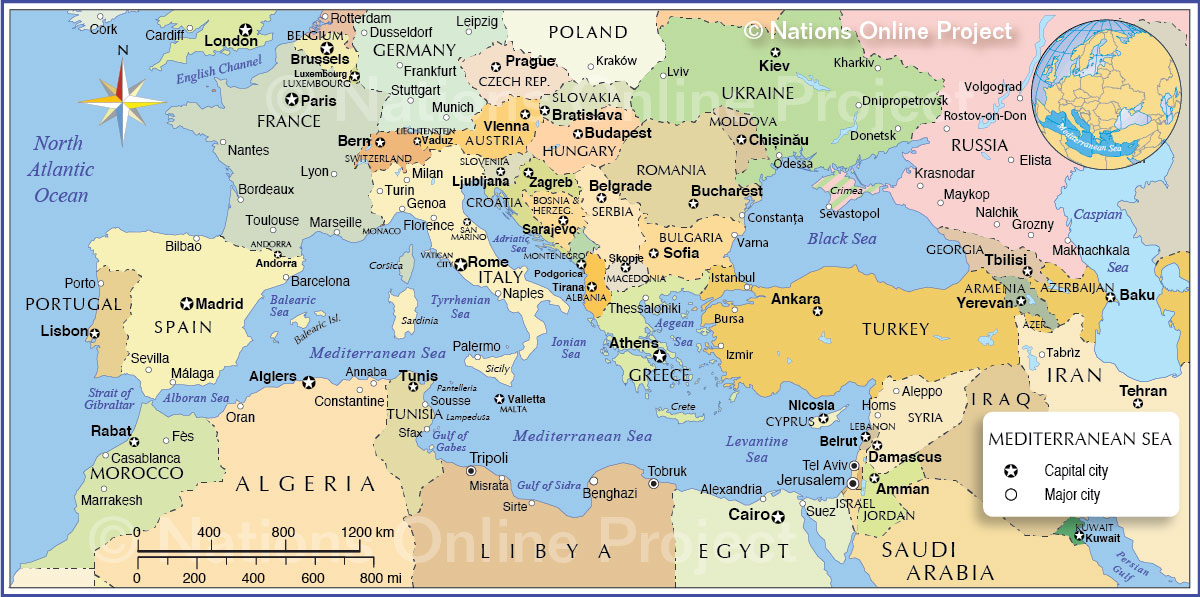 © Nations Online Project
Cork
Cardiff
London
English Channel
Rotterdam
BELGIUM
Brussels
Dusseldorf
GERMANY
Leipzig
Luxembourg
LUXEMBOURG
Frankfurt
Stuttgart
Munich
POLAND
Prague
CZECH REP.
Kraków
Lviv
Kiev
Kharkiv
UKRAINE
Dnipropetrovsk
Donetsk
Volgograd
Rostov-on-Don
RUSSIA
Elista
Mediterranean Sea
N
North
Atlantic
Ocean
© Nations Online Project
Paris
FRANCE
Nantes
Lyon
Bordeaux
Toulouse
Marseille
MONACO
Bern
SWITZERLAND
LIECHTENSTEIN
Vaduz
Vienna
AUSTRIA
SLOVAKIA
Bratislava
Budapest
HUNGARY
MOLDOVA
Chisinău
Odessa
ROMANIA
Bucharest
Constanța
Crimea
Sevastopol
Krasnodar
Maykop
Nalchik
Grozny
Makhachkala
Caspian
Sea
Black Sea
GEORGIA
Tbilisi
ARMENIA
Yerevan
AZERBAIJAN
AZER.
Baku
Milan
Turin
Genoa
Florence
SAN
MARINO
SLOVENIA
Ljubljana
Zagreb
CROATIA
BOSNIA &
HERZEG.
Sarajevo
Belgrade
SERBIA
BULGARIA
Sofia
Varna
Adriatic
Sea
MONTENEGRO
Podgorica
Skopje
MACEDONIA
Tirana
ALBANIA
VATICAN
CITY
Rome
ITALY
Naples
Corsica
Sardinia
Tyrrhenian
Sea
Palermo
Sicily
Ionian
Sea
Thessaloniki
Aegean
Sea
Athens
GREECE
Crete
Istanbul
Bursa
Izmir
Ankara
TURKEY
Bilbao
ANDORRA
Andorra
Barcelona
Porto
PORTUGAL
Lisbon
Madrid
SPAIN
Sevilla
Málaga
Balearic
Sea
Balearic Isl.
Mediterranean Sea
Strait of
Gibraltar
Alboran Sea
Algiers
Annaba
Constantine
Oran
Tunis
TUNISIA
Sousse
Sfax
Pantelleria
Lampedusa
Gulf of
Gabes
Valletta
MALTA
Mediterranean Sea
Levantine
Sea
Nicosia
CYPRUS
Homs
Aleppo
SYRIA
LEBANON
Beirut
Damascus
IRAQ
Tabriz
IRAN
Tehran
Rabat
Fès
Casablanca
MOROCCO
Marrakesh
ALGERIA
Tripoli
Misrata
Sirte
Gulf of Sidra
Benghazi
Tobruk
LIBYA
Alexandria
Cairo
EGYPT
Suez
Tel Aviv
Jerusalem
ISRAEL
Amman
JORDAN
SAUDI
ARABIA
KUWAIT
Kuwait
Persian
Gulf
MEDITERRANEAN SEA
Capital city
Major city
0 400 800 1200 km
0 200 400 600 800 mi
© Nations Online Project